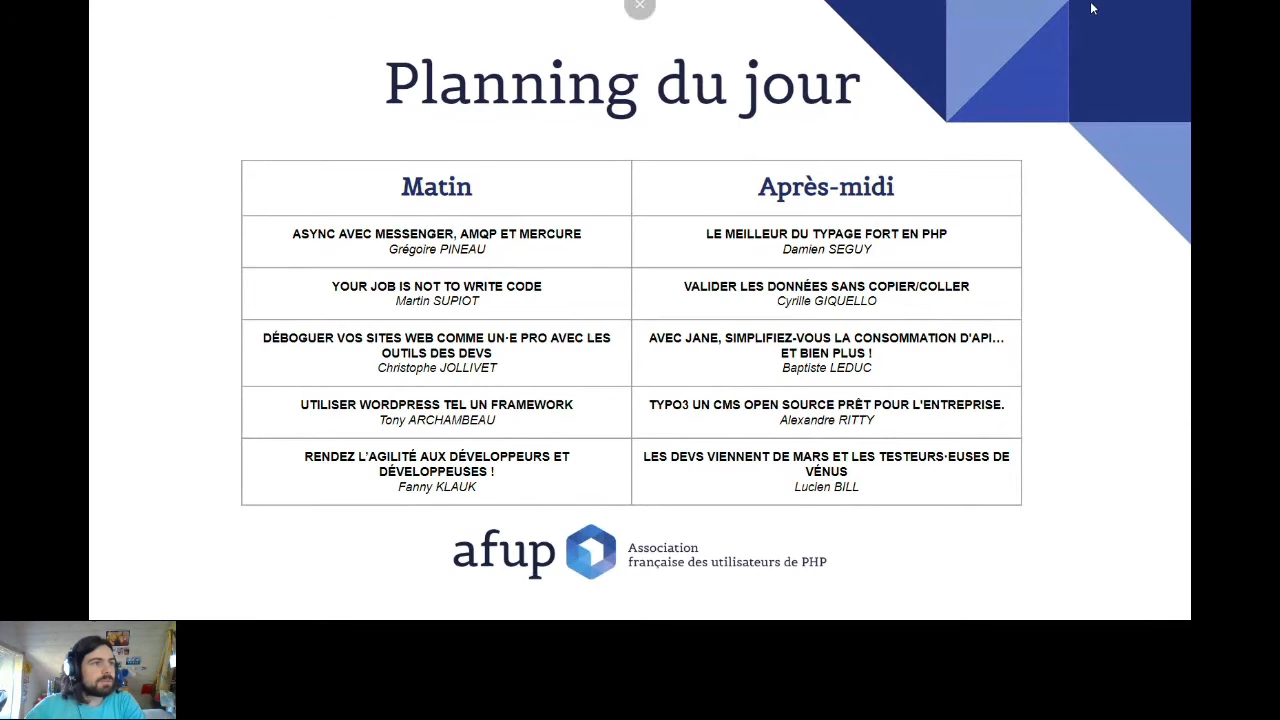 Planning du jour
Matin
Après-midi
ASYNC AVEC MESSENGER, AMQP ET MERCURE
Grégoire PINEAU
LE MEILLEUR DU TYPAGE FORT EN PHP
Damien SEGUY
YOUR JOB IS NOT TO WRITE CODE
Martin SUPIOT
VALIDER LES DONNÉES SANS COPIER/COLLER
Cyrille GIQUELLO
DÉBOGUER VOS SITES WEB COMME UN·E PRO AVEC LES
OUTILS DES DEVS
Christophe JOLLIVET
AVEC JANE, SIMPLIFIEZ-VOUS LA CONSOMMATION D'API…
ET BIEN PLUS !
Baptiste LEDUC
UTILISER WORDPRESS TEL UN FRAMEWORK
Tony ARCHAMBEAU
TYPO3 UN CMS OPEN SOURCE PRÊT POUR L'ENTREPRISE.
Alexandre RITTY
RENDEZ L'AGILITÉ AUX DÉVELOPPEURS ET
DÉVELOPPEUSES !
Fanny KLAUK
LES DEVS VIENNENT DE MARS ET LES TESTEURS·EUSES DE
VÉNUS
Lucien BILL
afup
Association
française des utilisateurs de PHP